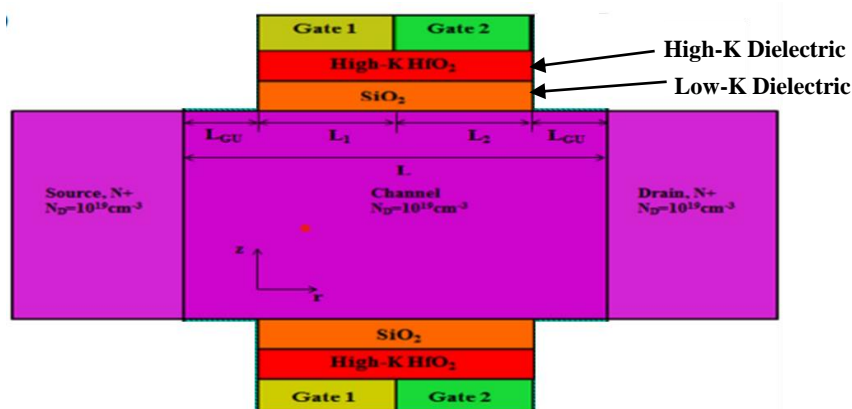 Gate 1 Gate 2
High-K Dielectric
High-K HfO₂
Low-K Dielectric
SiO₂
L_GU L₁ L₂ L_GU
L
Source, N+ Channel Drain, N+
N_D=10¹⁹cm⁻³ N_D=10¹⁹cm⁻³ N_D=10¹⁹cm⁻³
z
r
SiO₂
High-K HfO₂
Gate 1 Gate 2